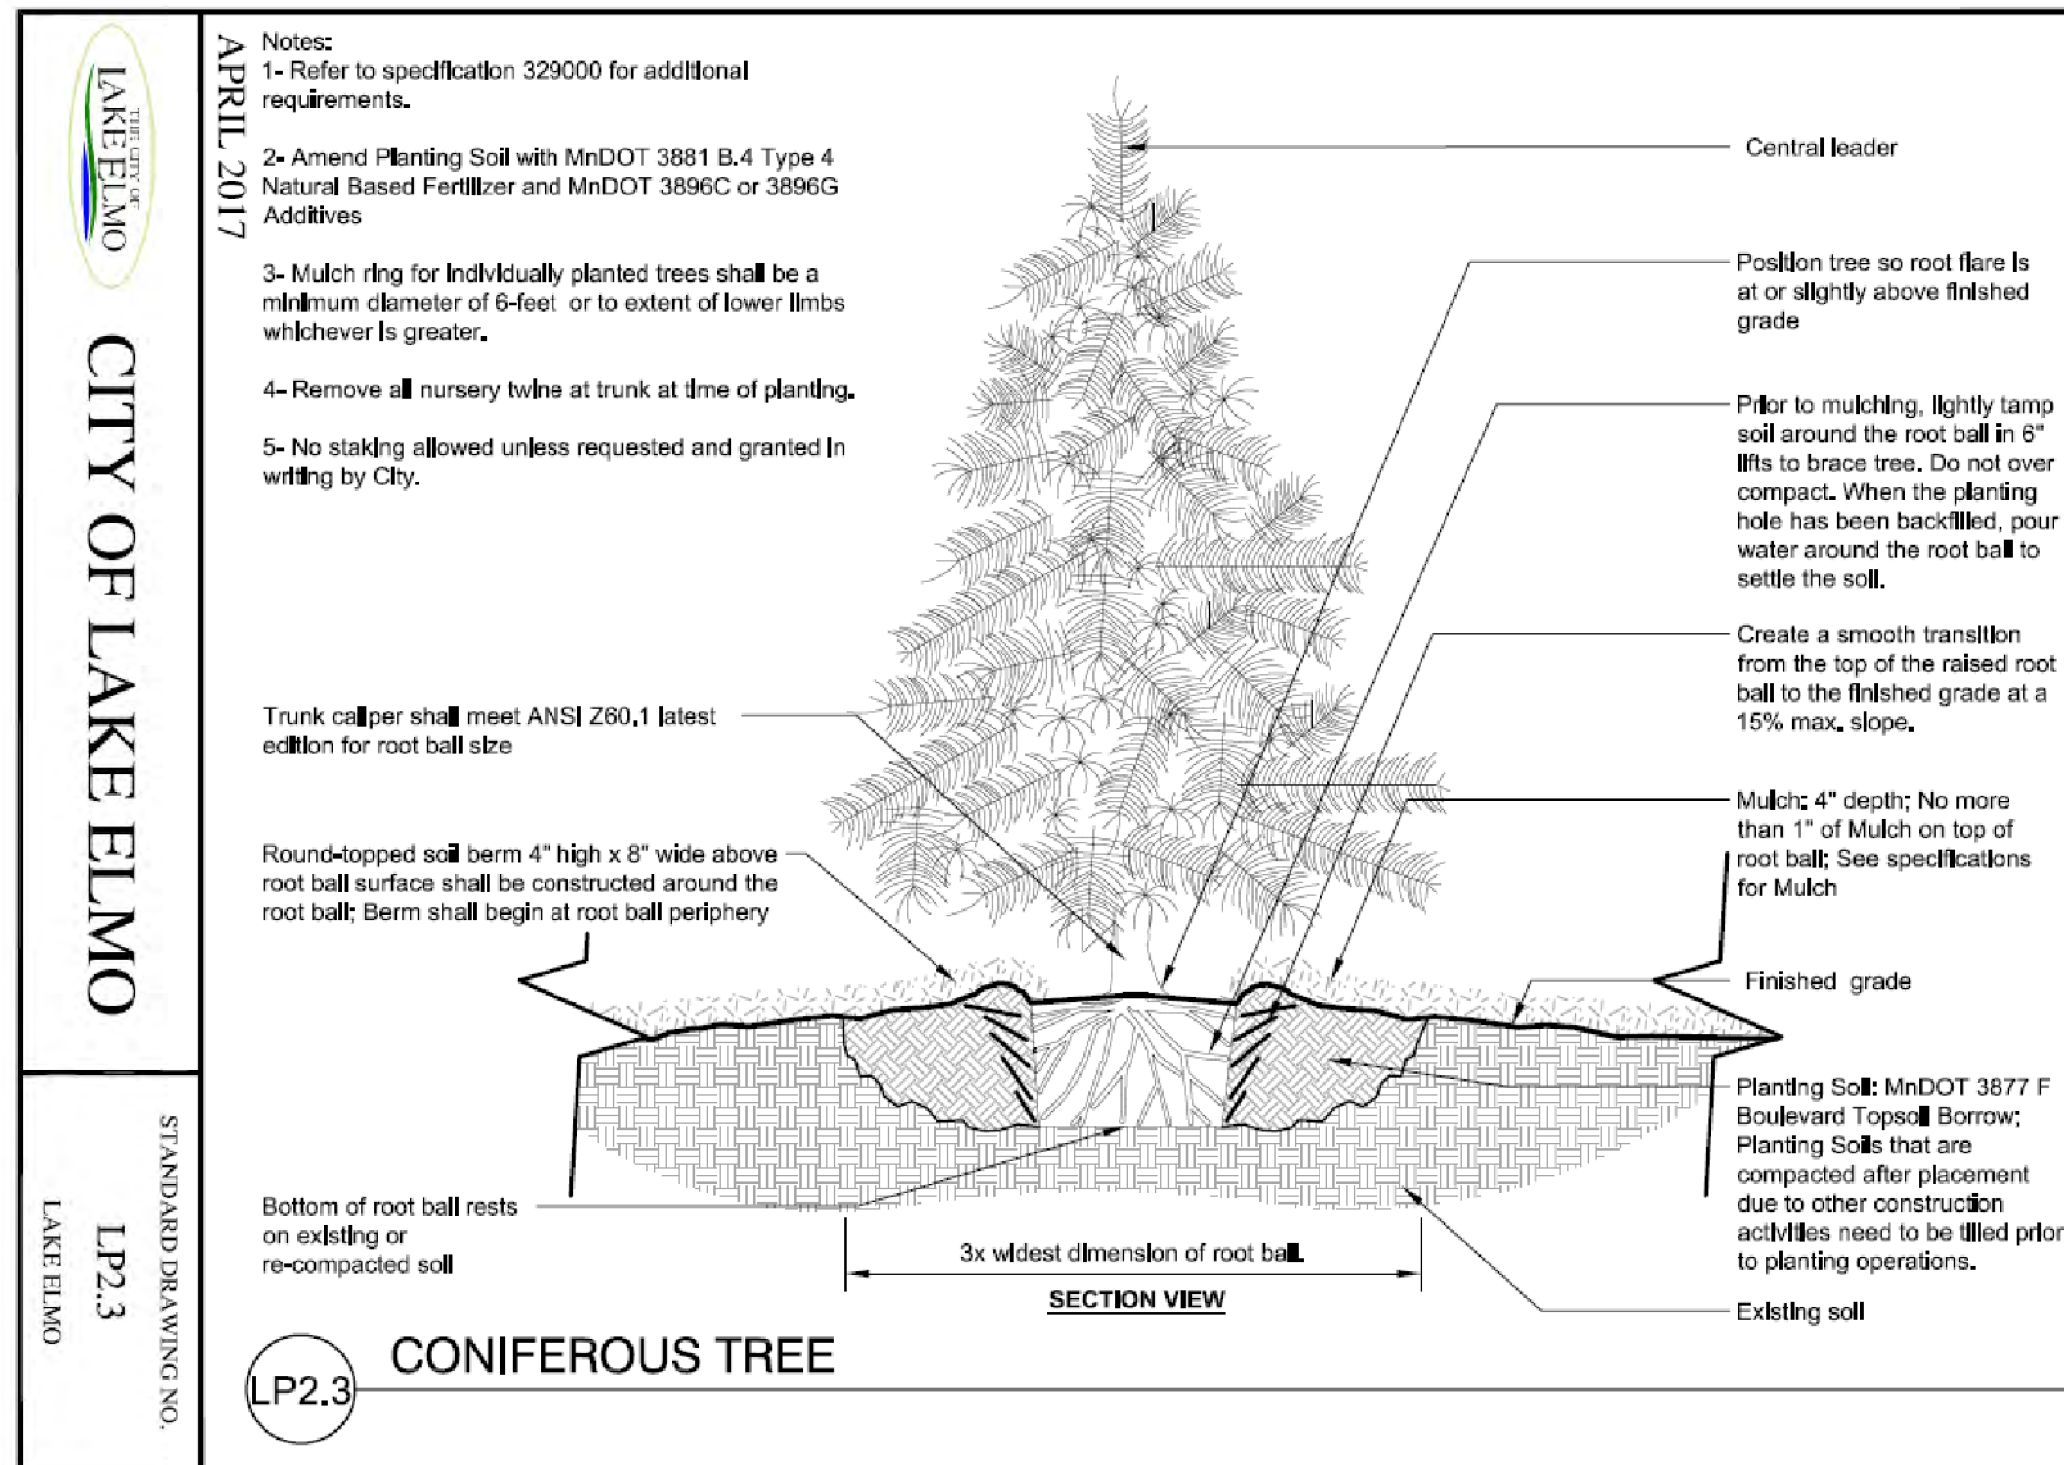 THE CITY OF
LAKE ELMO
CITY OF LAKE ELMO
STANDARD DRAWING NO.
LP2.3
LAKE ELMO
APRIL 2017
Notes:
1- Refer to specification 329000 for additional
requirements.
2- Amend Planting Soil with MnDOT 3881 B.4 Type 4
Natural Based Fertilizer and MnDOT 3896C or 3896G
Additives
3- Mulch ring for individually planted trees shall be a
minimum diameter of 6-feet or to extent of lower limbs
whichever is greater.
4- Remove all nursery twine at trunk at time of planting.
5- No staking allowed unless requested and granted in
writing by City.
Trunk caliper shall meet ANSI Z60.1 latest
edition for root ball size
Round-topped soil berm 4" high x 8" wide above
root ball surface shall be constructed around the
root ball; Berm shall begin at root ball periphery
Bottom of root ball rests
on existing or
re-compacted soil
Central leader
Position tree so root flare is
at or slightly above finished
grade
Prior to mulching, lightly tamp
soil around the root ball in 6"
lifts to brace tree. Do not over
compact. When the planting
hole has been backfilled, pour
water around the root ball to
settle the soil.
Create a smooth transition
from the top of the raised root
ball to the finished grade at a
15% max. slope.
Mulch: 4" depth; No more
than 1" of Mulch on top of
root ball; See specifications
for Mulch
Finished grade
Planting Soil: MnDOT 3877 F
Boulevard Topsoil Borrow;
Planting Soils that are
compacted after placement
due to other construction
activities need to be tilled prior
to planting operations.
Existing soil
3x widest dimension of root ball.
SECTION VIEW
CONIFEROUS TREE
LP2.3